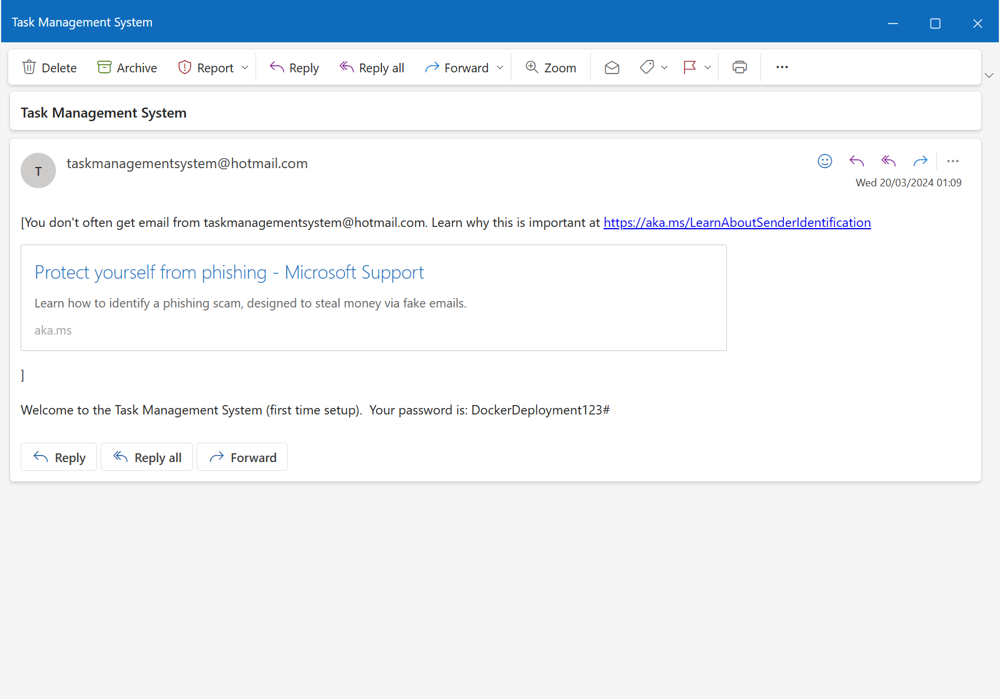 Task Management System
Delete Archive Report Reply Reply all Forward Zoom
Task Management System
T
taskmanagementsystem@hotmail.com
Wed 20/03/2024 01:09
[You don't often get email from taskmanagementsystem@hotmail.com. Learn why this is important at https://aka.ms/LearnAboutSenderIdentification
Protect yourself from phishing - Microsoft Support
Learn how to identify a phishing scam, designed to steal money via fake emails.
aka.ms
]
Welcome to the Task Management System (first time setup).  Your password is: DockerDeployment123#
Reply Reply all Forward